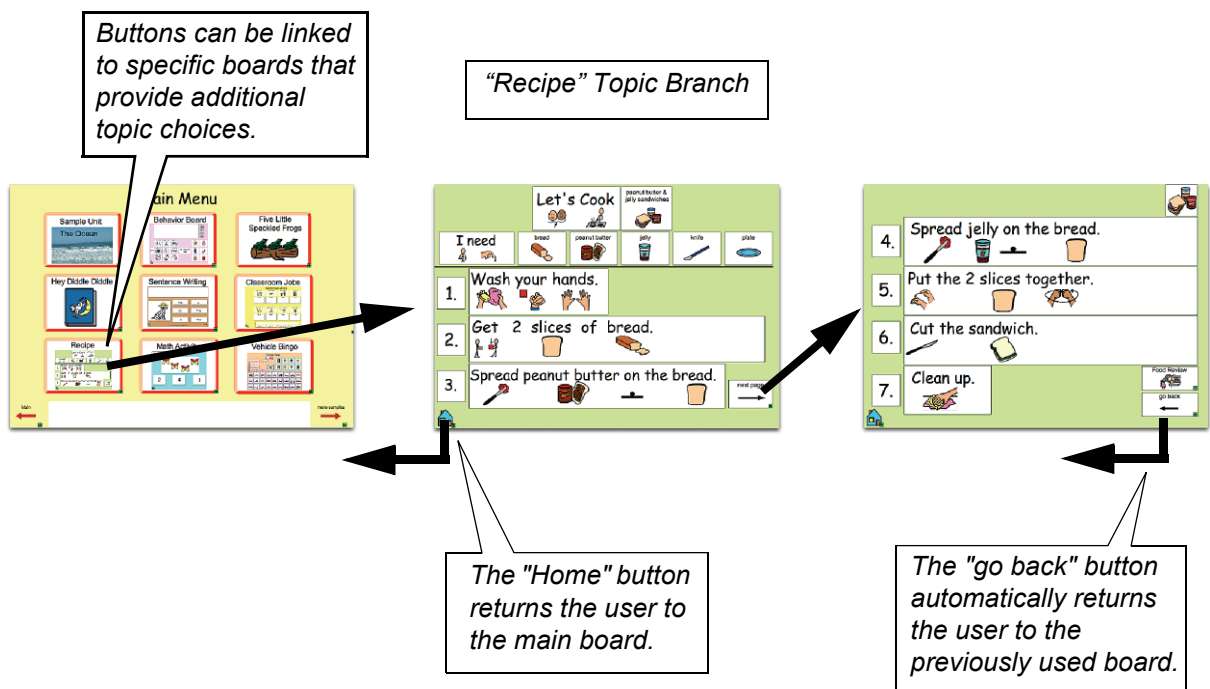 Buttons can be linked
to specific boards that
provide additional
topic choices.
“Recipe” Topic Branch
ain Menu
Sample Unit
The Ocean
Behavior Board
Five Little
Speckled Frogs
Hey Diddle Diddle
Sentence Writing
Classroom Jobs
Recipe
Math Activity
2 4 1
Vehicle Bingo
Main
more samples
Let's Cook
peanut butter &
jelly sandwiches
I need
bread
peanut butter
jelly
knife
plate
1. Wash your hands.
2. Get 2 slices of bread.
3. Spread peanut butter on the bread.
next page
4. Spread jelly on the bread.
5. Put the 2 slices together.
6. Cut the sandwich.
7. Clean up.
Food Review
go back
The "Home" button
returns the user to
the main board.
The "go back" button
automatically returns
the user to the
previously used board.